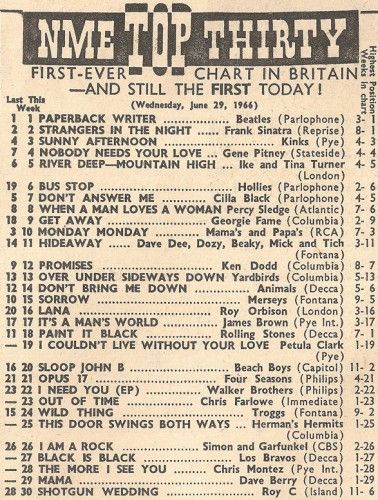 NME TOP THIRTY
Highest Position
Weeks in chart
FIRST-EVER CHART IN BRITAIN
—AND STILL THE FIRST TODAY!
Last This
Week
(Wednesday, June 29, 1966)
1 1 PAPERBACK WRITER ......... Beatles (Parlophone) 3- 1
2 2 STRANGERS IN THE NIGHT ..... Frank Sinatra (Reprise) 8- 1
4 3 SUNNY AFTERNOON ............... Kinks (Pye) 4- 3
7 4 NOBODY NEEDS YOUR LOVE ... Gene Pitney (Stateside) 4- 4
6 5 RIVER DEEP—MOUNTAIN HIGH ... Ike and Tina Turner 4- 5
(London)
19 6 BUS STOP ..................... Hollies (Parlophone) 2- 6
5 7 DON'T ANSWER ME ......... Cilla Black (Parlophone) 4- 5
8 8 WHEN A MAN LOVES A WOMAN Percy Sledge (Atlantic) 7- 6
18 9 GET AWAY ............... Georgie Fame (Columbia) 2- 9
3 10 MONDAY MONDAY ......... Mama's and Papa's (RCA) 7- 3
14 11 HIDEAWAY ...... Dave Dee, Dozy, Beaky, Mick and Tich 3-11
(Fontana)
9 12 PROMISES ..................... Ken Dodd (Columbia) 8- 7
13 13 OVER UNDER SIDEWAYS DOWN Yardbirds (Columbia) 5-13
12 14 DON'T BRING ME DOWN ............ Animals (Decca) 5- 6
10 15 SORROW ..................... Merseys (Fontana) 9- 5
20 16 LANA ..................... Roy Orbison (London) 3-16
17 17 IT'S A MAN'S WORLD ...... James Brown (Pye Int.) 3-17
11 18 PAINT IT BLACK ............ Rolling Stones (Decca) 7- 1
— 19 I COULDN'T LIVE WITHOUT YOUR LOVE Petula Clark 1-19
(Pye)
16 20 SLOOP JOHN B ............ Beach Boys (Capitol) 11- 2
21 21 OPUS 17 ..................... Four Seasons (Philips) 4-21
23 22 I NEED YOU (EP) ......... Walker Brothers (Philips) 2-22
— 23 OUT OF TIME ......... Chris Farlowe (Immediate) 1-23
15 24 WILD THING ..................... Troggs (Fontana) 9- 2
— 25 THIS DOOR SWINGS BOTH WAYS ... Herman's Hermits 1-25
(Columbia)
26 26 I AM A ROCK ......... Simon and Garfunkel (CBS) 2-26
— 27 BLACK IS BLACK ............ Los Bravos (Decca) 1-27
— 28 THE MORE I SEE YOU ... Chris Montez (Pye Int.) 1-28
— 29 MAMA ..................... Dave Berry (Decca) 1-29
28 30 SHOTGUN WEDDING ............ Roy C (Island) 11- 6